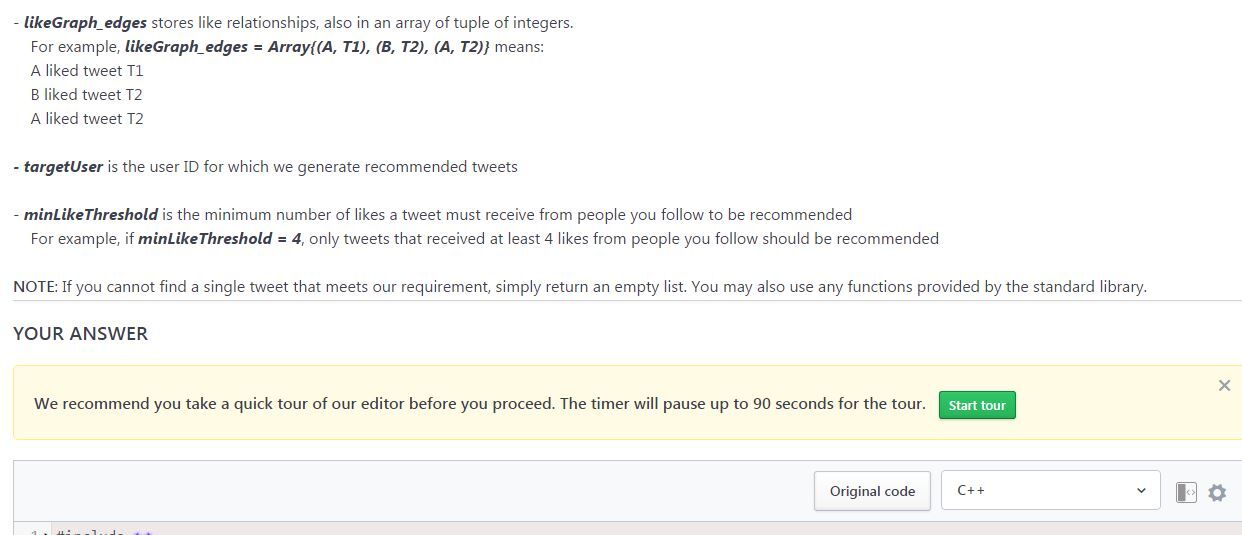 - likeGraph_edges stores like relationships, also in an array of tuple of integers.
For example, likeGraph_edges = Array{(A, T1), (B, T2), (A, T2)} means:
A liked tweet T1
B liked tweet T2
A liked tweet T2
- targetUser is the user ID for which we generate recommended tweets
- minLikeThreshold is the minimum number of likes a tweet must receive from people you follow to be recommended
For example, if minLikeThreshold = 4, only tweets that received at least 4 likes from people you follow should be recommended
NOTE: If you cannot find a single tweet that meets our requirement, simply return an empty list. You may also use any functions provided by the standard library.
YOUR ANSWER
We recommend you take a quick tour of our editor before you proceed. The timer will pause up to 90 seconds for the tour. Start tour
Original code C++
1 #include